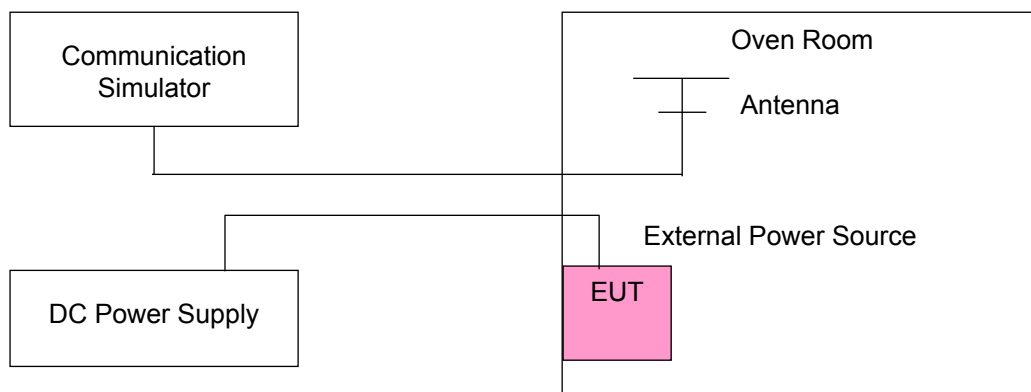 Communication
Simulator
Oven Room
Antenna
External Power Source
EUT
DC Power Supply